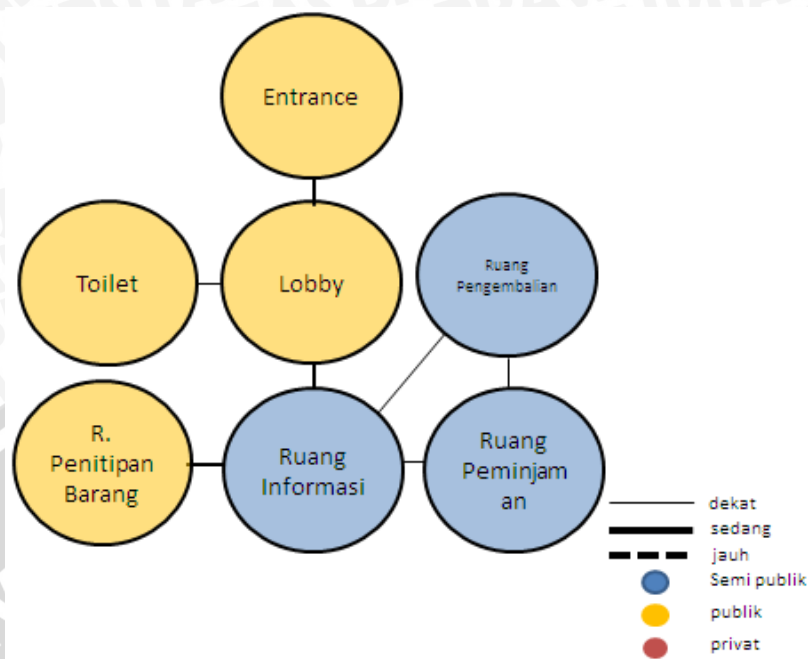 Entrance
Toilet
Lobby
Ruang
Pengembalian
R.
Penitipan
Barang
Ruang
Informasi
Ruang
Peminjam
an
dekat
sedang
jauh
Semi publik
publik
privat